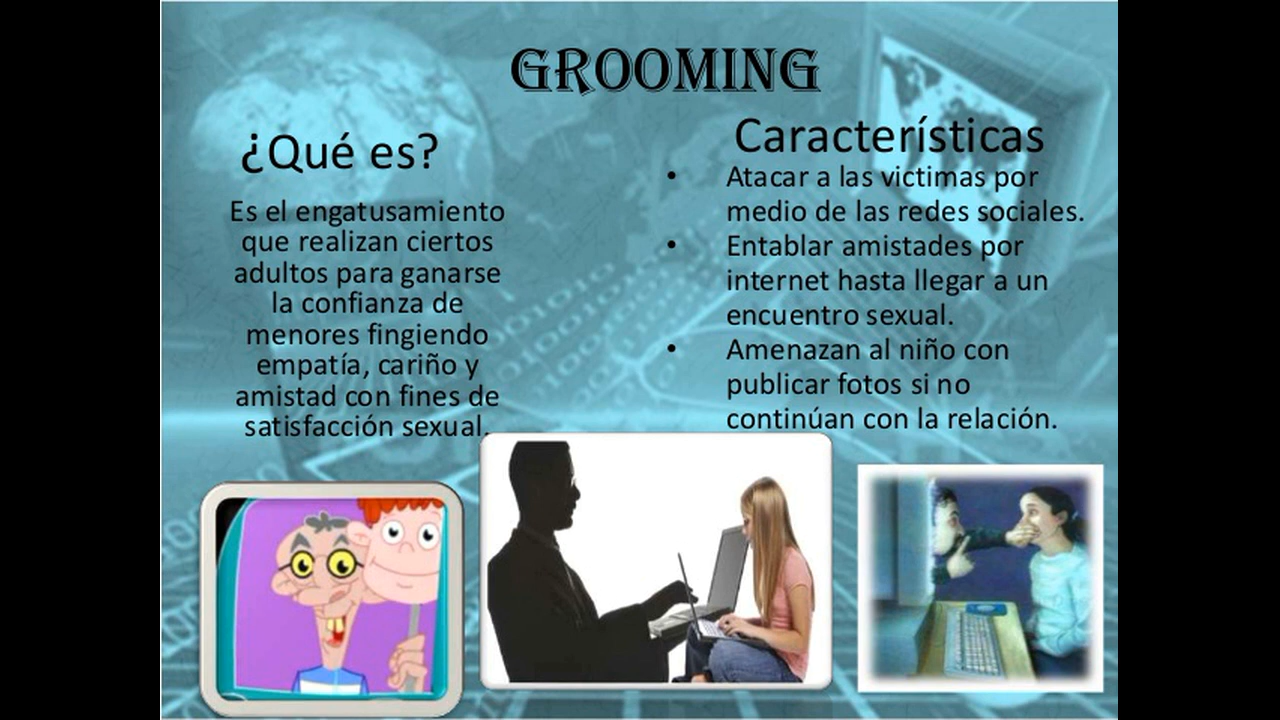 GROOMING
¿Qué es?
Es el engatusamiento
que realizan ciertos
adultos para ganarse
la confianza de
menores fingiendo
empatía, cariño y
amistad con fines de
satisfacción sexual.
Características
• Atacar a las victimas por
medio de las redes sociales.
• Entablar amistades por
internet hasta llegar a un
encuentro sexual.
• Amenazan al niño con
publicar fotos si no
continúan con la relación.